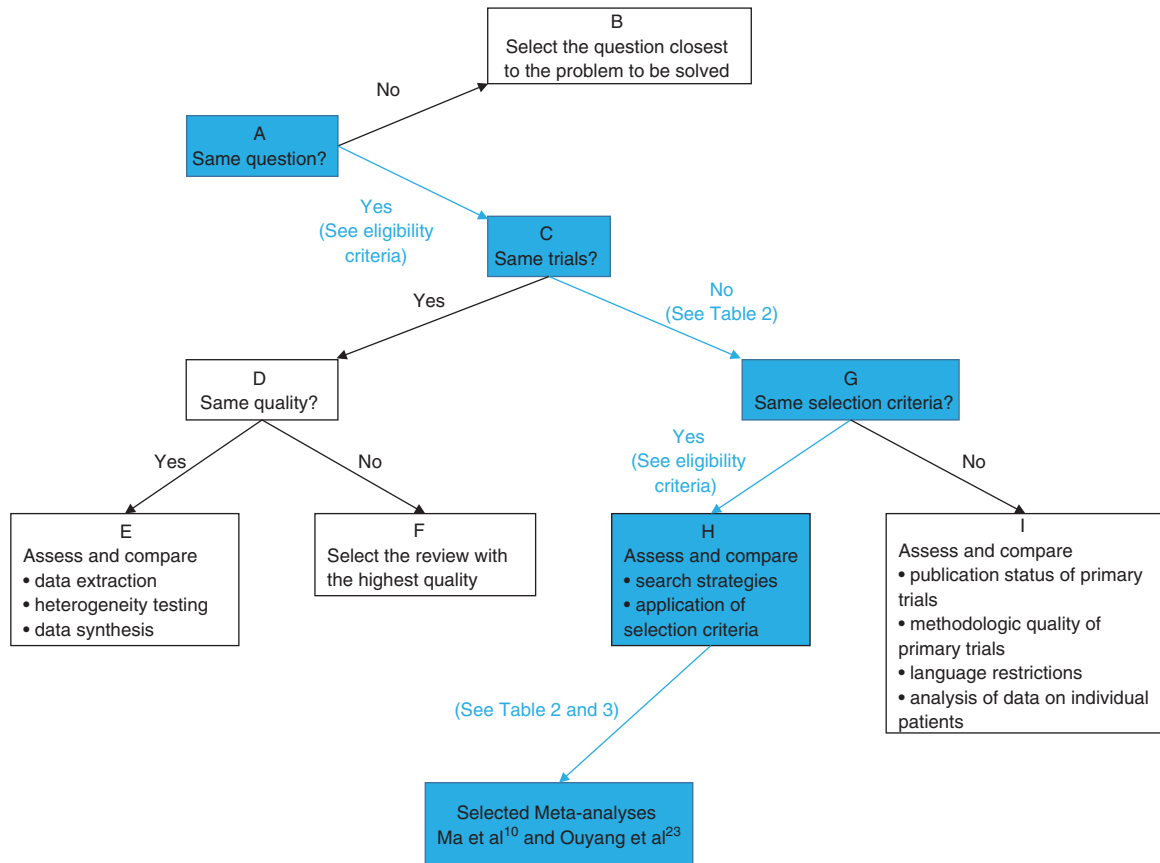 B
Select the question closest
to the problem to be solved
No
A
Same question?
Yes
(See eligibility
criteria)
C
Same trials?
Yes
No
(See Table 2)
D
Same quality?
G
Same selection criteria?
Yes
No
Yes
(See eligibility
criteria)
No
E
Assess and compare
• data extraction
• heterogeneity testing
• data synthesis
F
Select the review with
the highest quality
H
Assess and compare
• search strategies
• application of
selection criteria
I
Assess and compare
• publication status of primary
trials
• methodologic quality of
primary trials
• language restrictions
• analysis of data on individual
patients
(See Table 2 and 3)
Selected Meta-analyses
Ma et al10 and Ouyang et al23